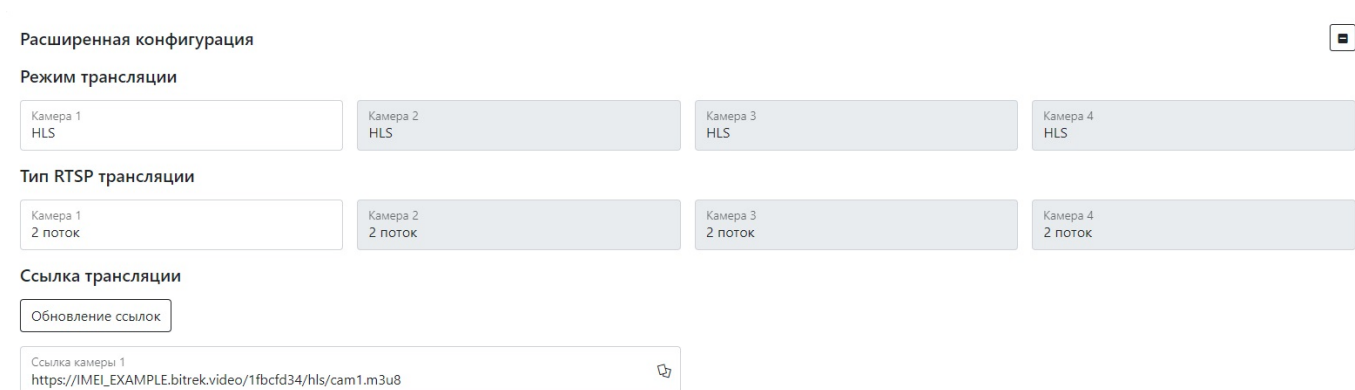 Расширенная конфигурация
Режим трансляции
Камера 1 Камера 2 Камера 3 Камера 4
HLS HLS HLS HLS
Тип RTSP трансляции
Камера 1 Камера 2 Камера 3 Камера 4
2 поток 2 поток 2 поток 2 поток
Ссылка трансляции
Обновление ссылок
Ссылка камеры 1
https://IMEI_EXAMPLE.bitrek.video/1fbcfd34/hls/cam1.m3u8